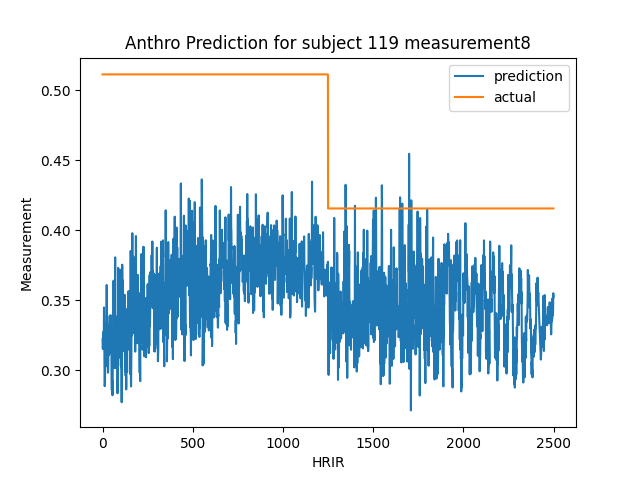 Anthro Prediction for subject 119 measurement8
prediction
actual
Measurement
0.50
0.45
0.40
0.35
0.30
0
500
1000
1500
2000
2500
HRIR